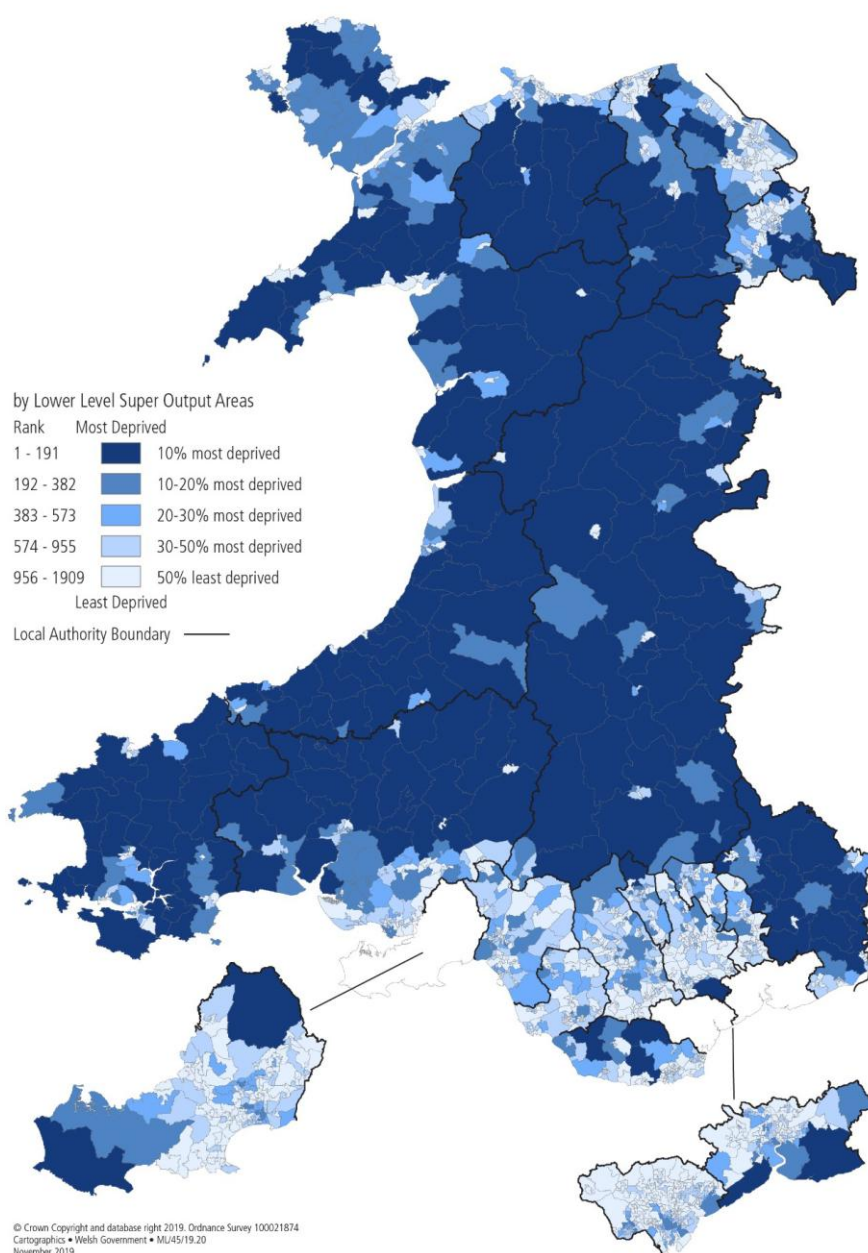 by Lower Level Super Output Areas
Rank Most Deprived
1 - 191 10% most deprived
192 - 382 10-20% most deprived
383 - 573 20-30% most deprived
574 - 955 30-50% most deprived
956 - 1909 50% least deprived
Least Deprived
Local Authority Boundary
© Crown Copyright and database right 2019. Ordnance Survey 100021874
Cartographics • Welsh Government • ML/45/19.20
November 2019